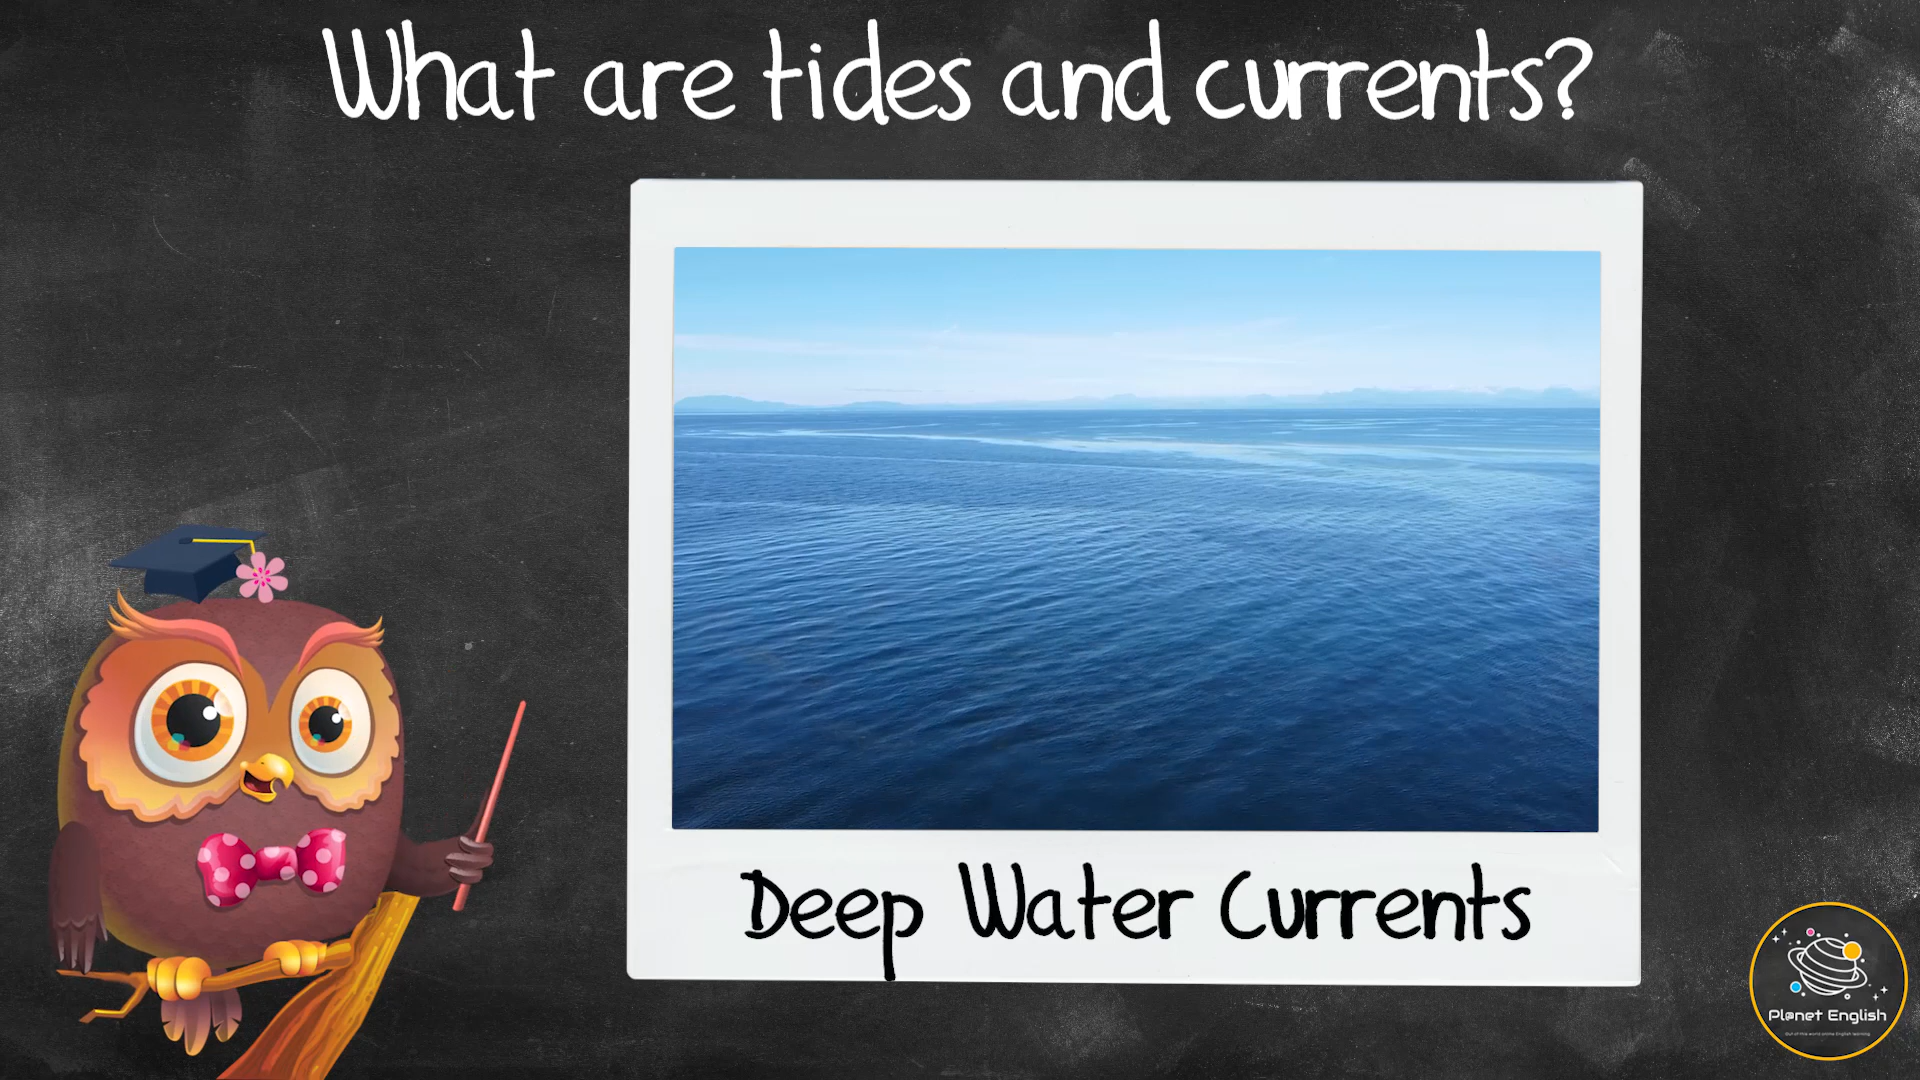 What are tides and currents?
Deep Water Currents
Planet English